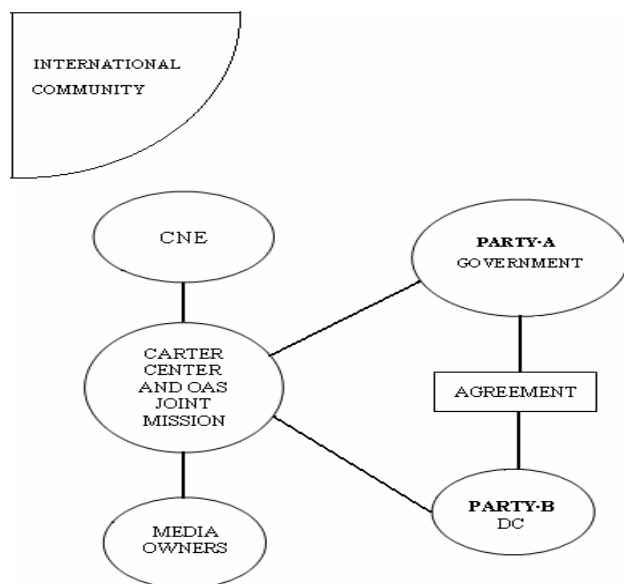 INTERNATIONAL
COMMUNITY
CNE
PARTY-A
GOVERNMENT
CARTER
CENTER
AND OAS
JOINT
MISSION
AGREEMENT
PARTY-B
DC
MEDIA
OWNERS